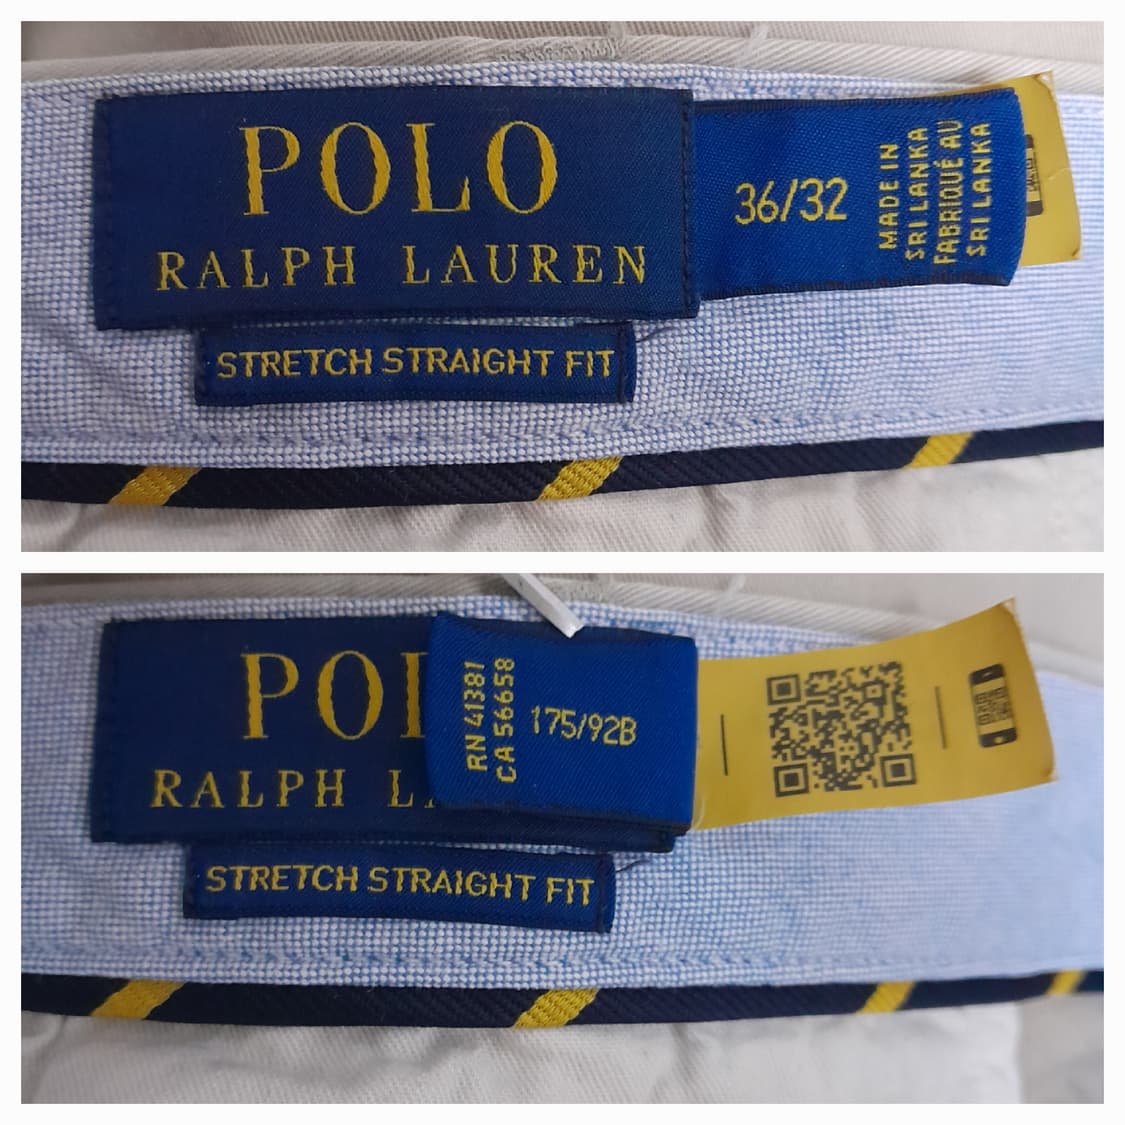 POLO
RALPH LAUREN
STRETCH STRAIGHT FIT
36/32
MADE IN
SRI LANKA
FABRIQUÉ AU
SRI LANKA
POL
RALPH L
STRETCH STRAIGHT FIT
RN 41381
CA 56658
175/92B